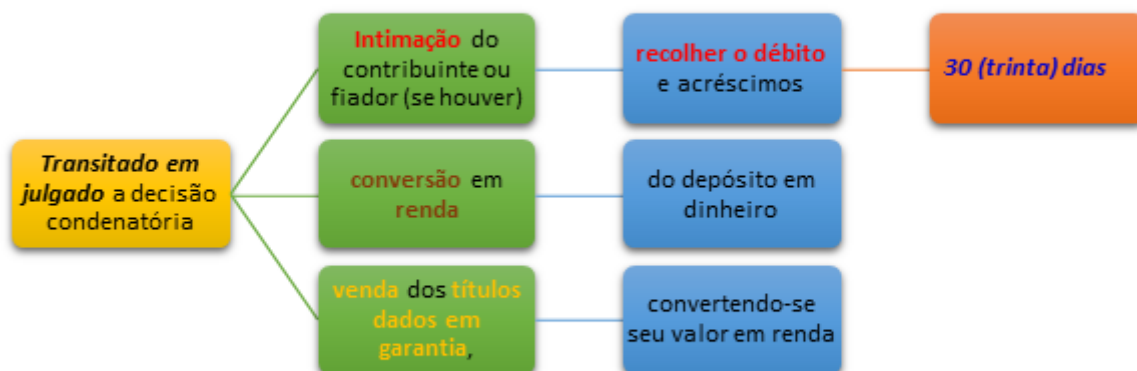 Transitado em
julgado a decisão
condenatória
Intimação do
contribuinte ou
fiador (se houver)
recolher o débito
e acréscimos
30 (trinta) dias
conversão em
renda
do depósito em
dinheiro
venda dos títulos
dados em
garantia,
convertendo-se
seu valor em renda